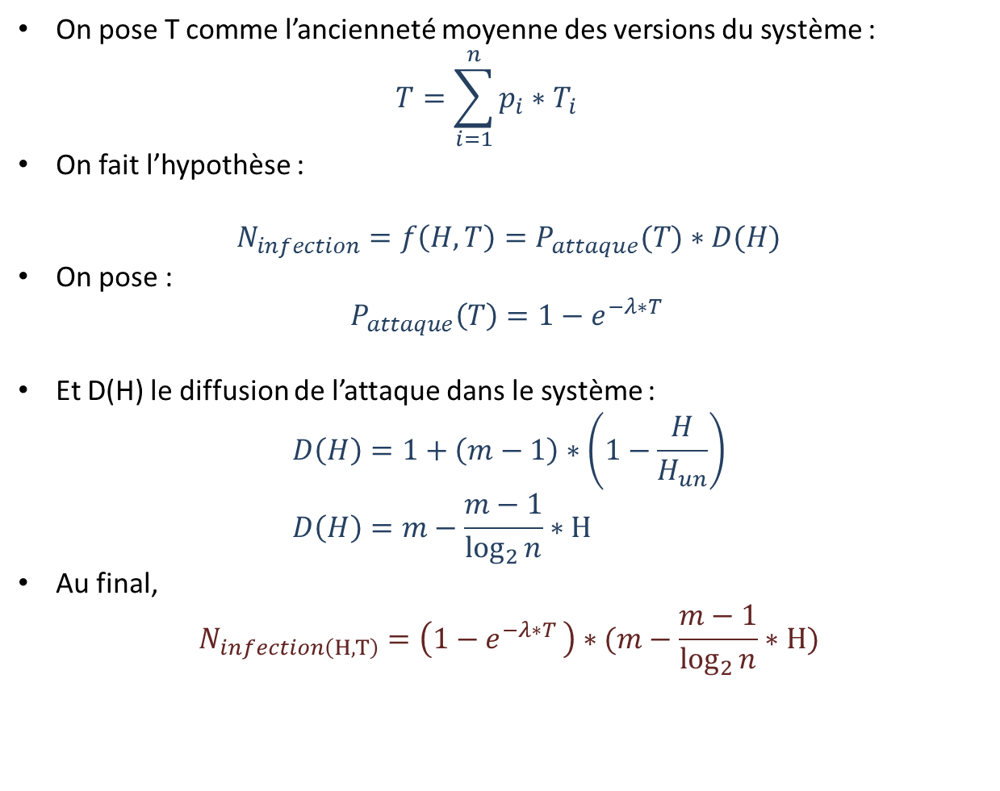 • On pose T comme l’ancienneté moyenne des versions du système :
$T = \sum_{i=1}^{n} p_i * T_i$
• On fait l’hypothèse :
$N_{infection} = f(H, T) = P_{attaque}(T) * D(H)$
• On pose :
$P_{attaque}(T) = 1 - e^{-\lambda * T}$
• Et D(H) le diffusion de l’attaque dans le système :
$D(H) = 1 + (m - 1) * \left(1 - \frac{H}{H_{un}}\right)$
$D(H) = m - \frac{m - 1}{\log_2 n} * \mathrm{H}$
• Au final,
$N_{infection(\mathrm{H,T})} = \left(1 - e^{-\lambda * T}\right) * (m - \frac{m - 1}{\log_2 n} * \mathrm{H})$